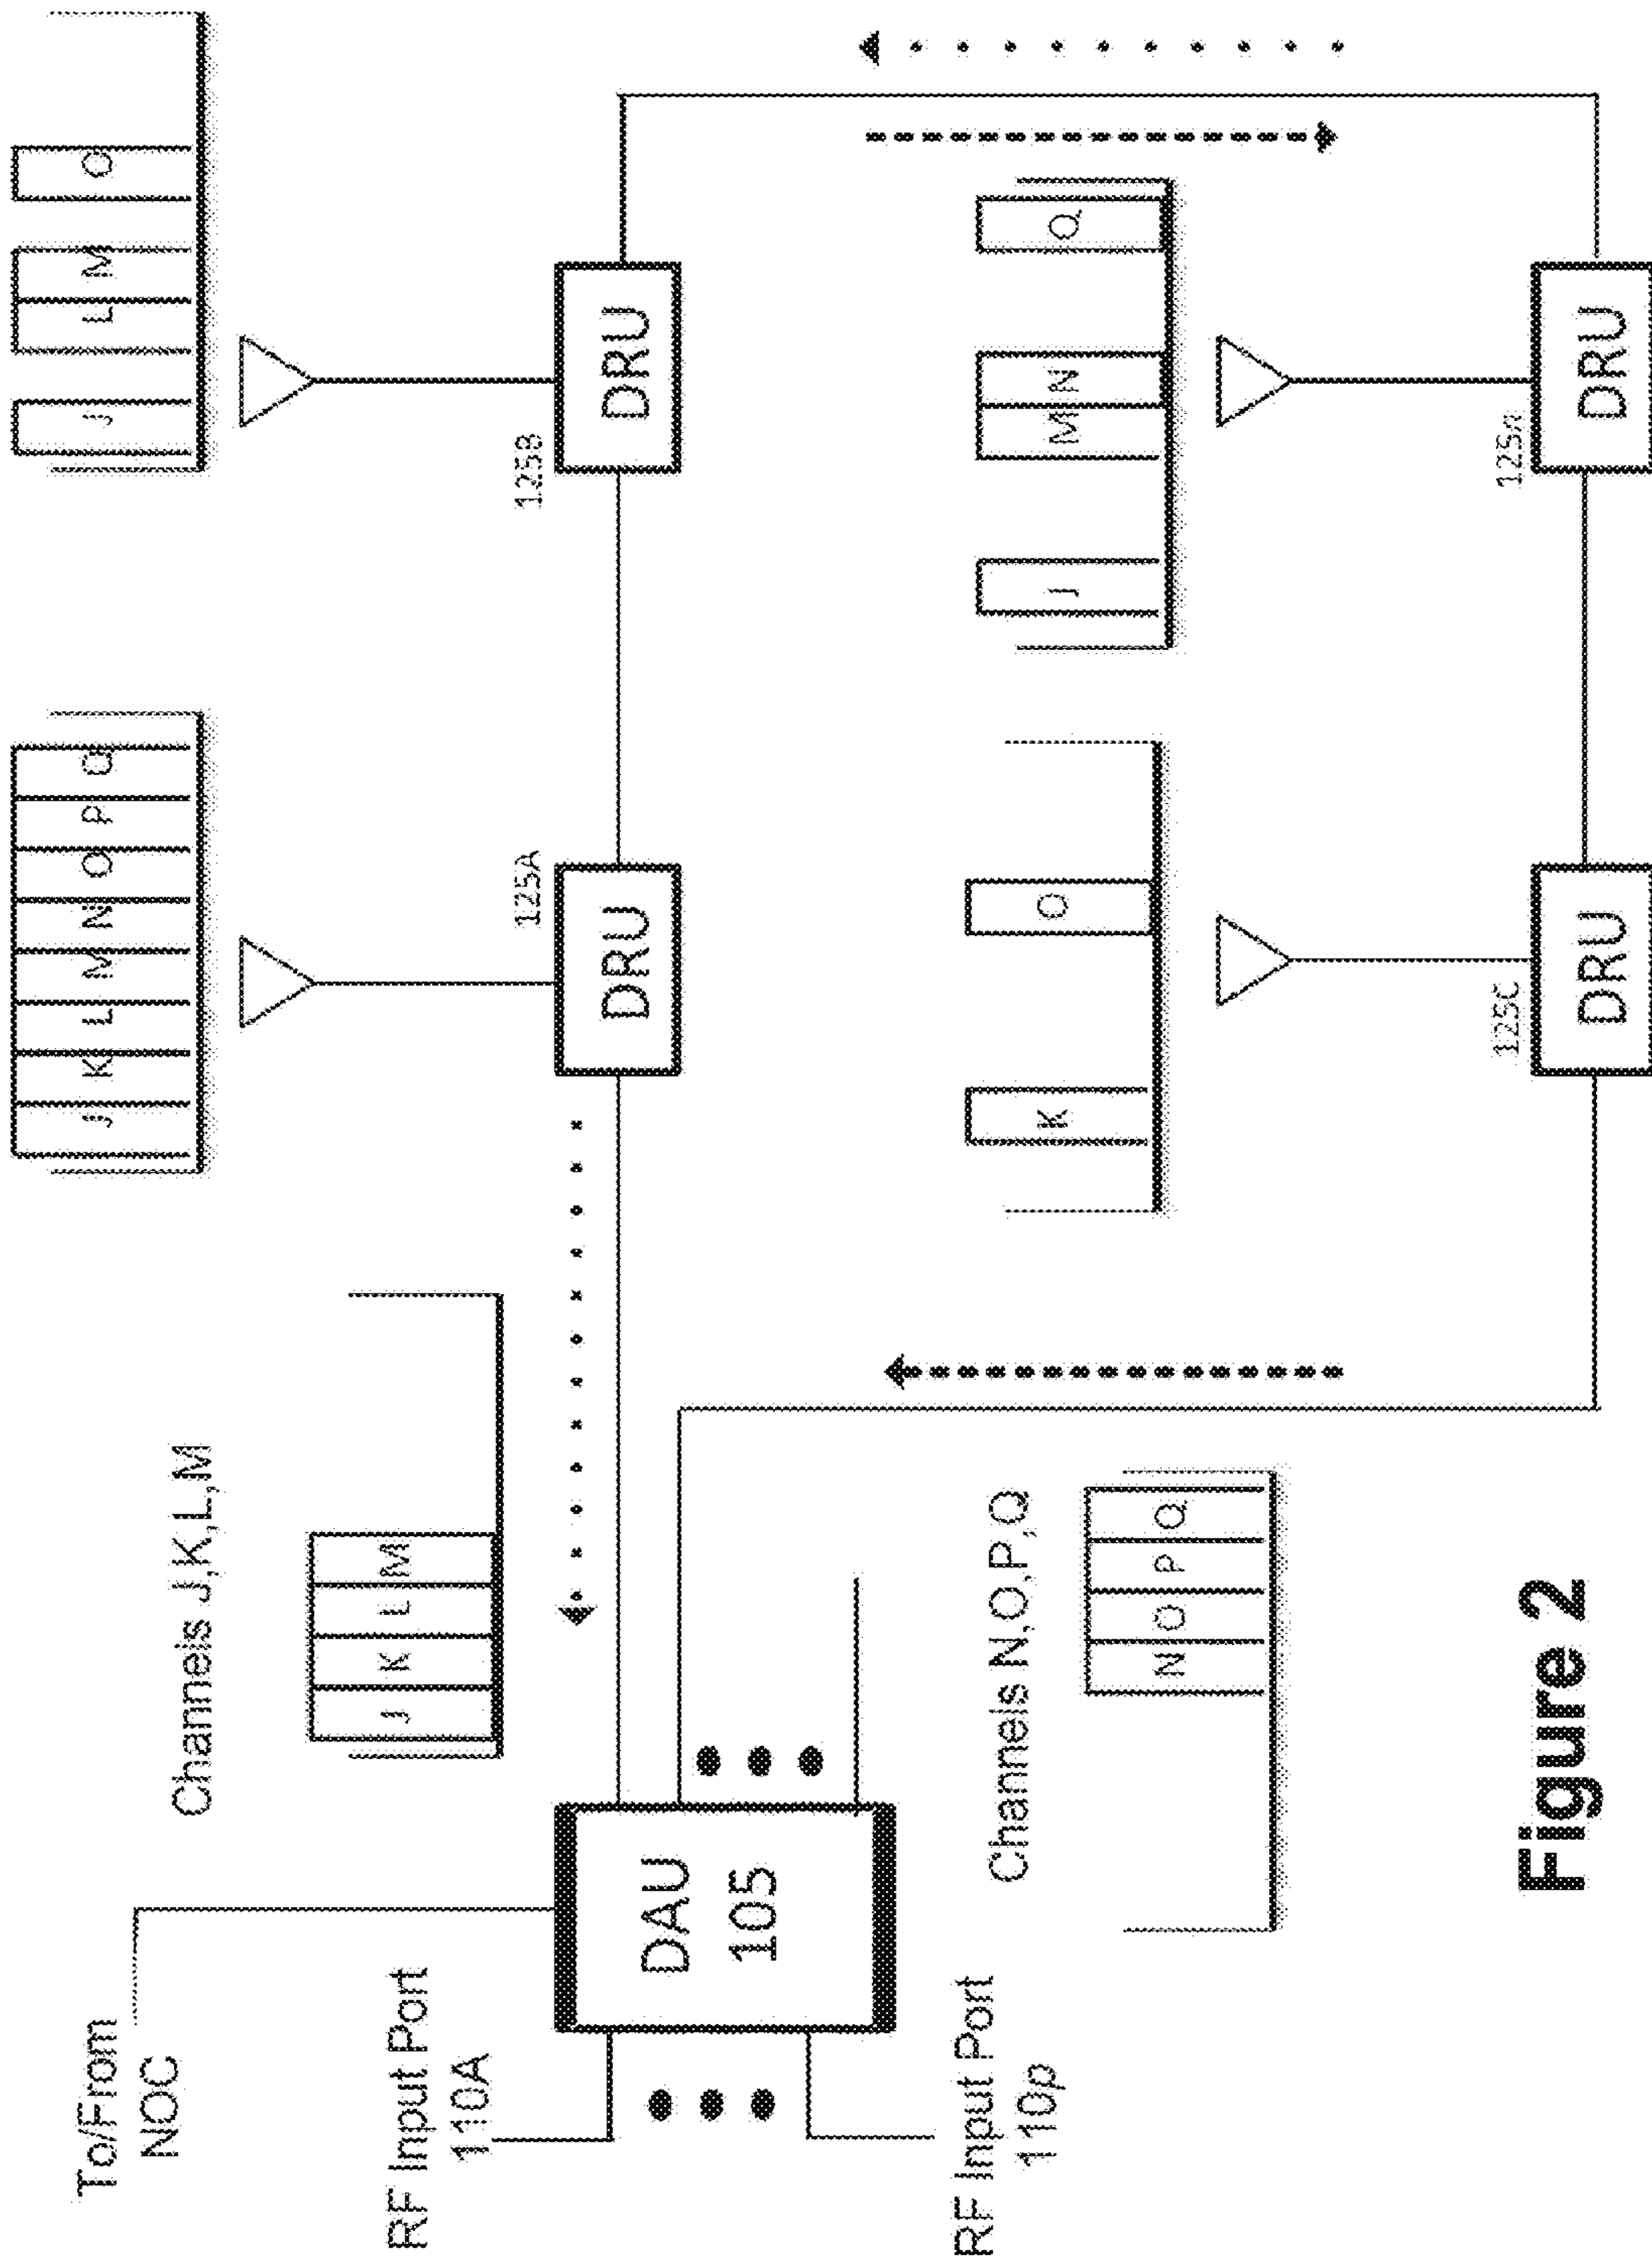 To/From
NOC
Channels J,K,L,M
J K L M
J K L M N O P Q
J L M O
RF Input Port
110A
DAU
105
125A
DRU
125B
DRU
RF Input Port
110p
Channels N,O,P,Q
N O P Q
K O
J M N Q
125C
DRU
125n
DRU
Figure 2